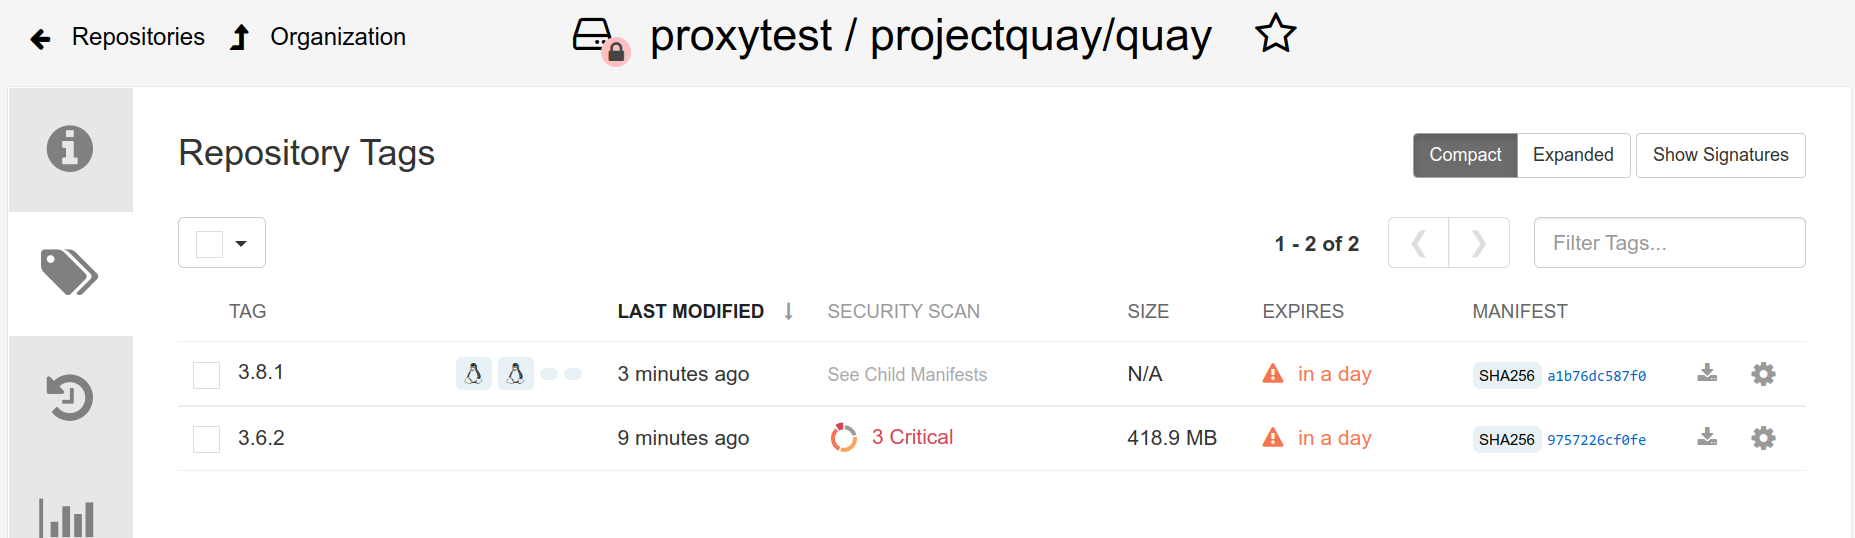 Repositories Organization proxytest / projectquay/quay
Repository Tags Compact Expanded Show Signatures
1 - 2 of 2 Filter Tags...
TAG LAST MODIFIED SECURITY SCAN SIZE EXPIRES MANIFEST
3.8.1 3 minutes ago See Child Manifests N/A in a day SHA256 a1b76dc587f0
3.6.2 9 minutes ago 3 Critical 418.9 MB in a day SHA256 9757226cf0fe